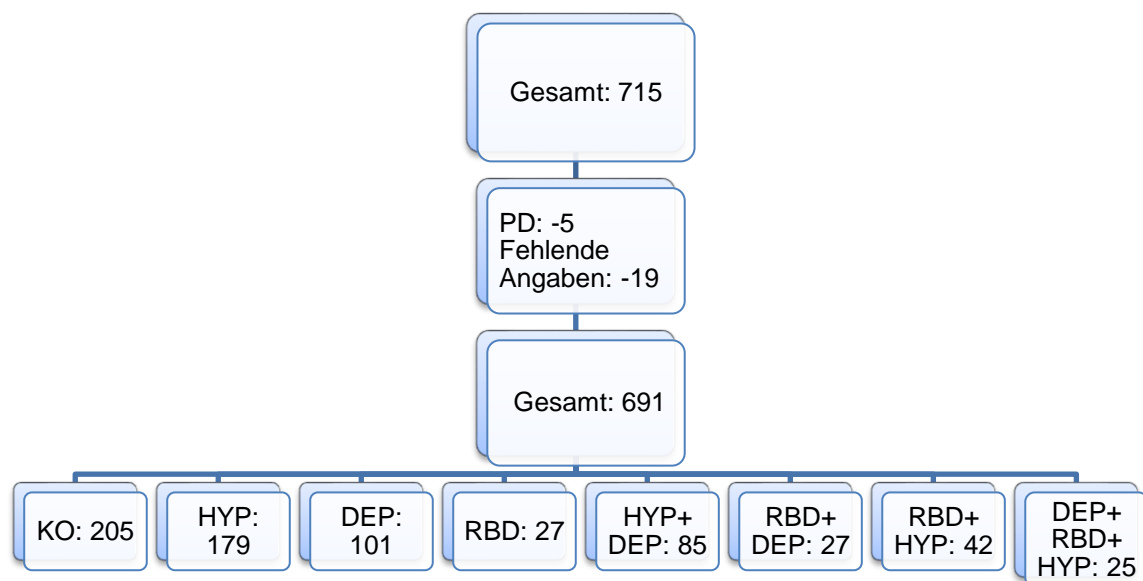 Gesamt: 715
PD: -5
Fehlende
Angaben: -19
Gesamt: 691
KO: 205
HYP:
179
DEP:
101
RBD: 27
HYP+
DEP: 85
RBD+
DEP: 27
RBD+
HYP: 42
DEP+
RBD+
HYP: 25